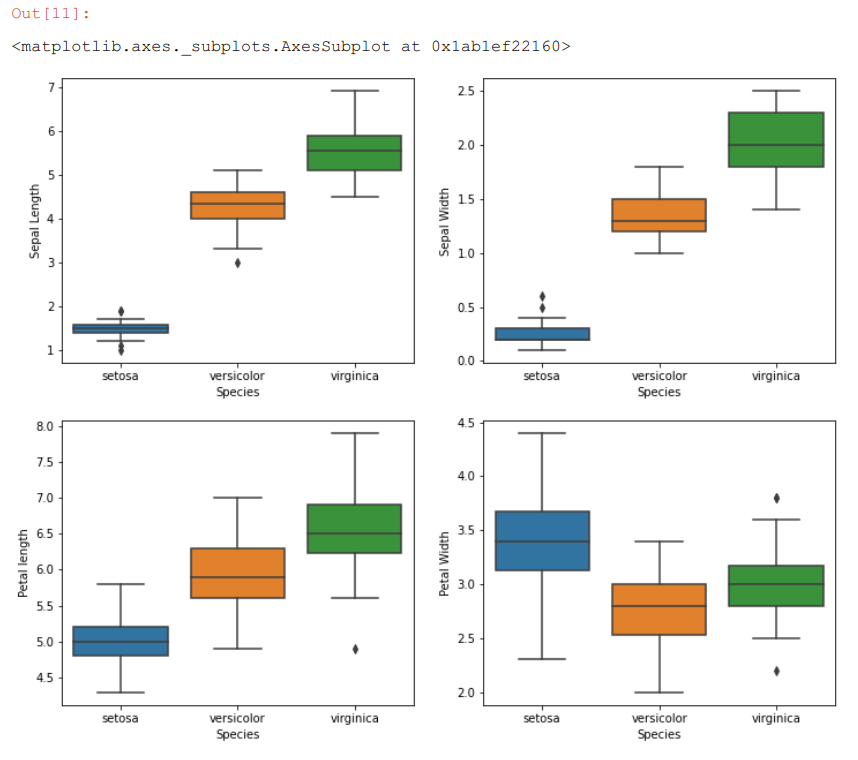 Out[11]:
<matplotlib.axes._subplots.AxesSubplot at 0x1ab1ef22160>
7
6
5
4
3
2
1
Sepal Length
setosa versicolor virginica
Species
2.5
2.0
1.5
1.0
0.5
0.0
Sepal Width
setosa versicolor virginica
Species
8.0
7.5
7.0
6.5
6.0
5.5
5.0
4.5
Petal length
setosa versicolor virginica
Species
4.5
4.0
3.5
3.0
2.5
2.0
Petal Width
setosa versicolor virginica
Species